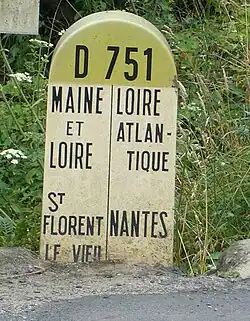 D 751
MAINE
ET
LOIRE
ST
FLORENT
LE VIEIL
LOIRE
ATLAN-
TIQUE
NANTES